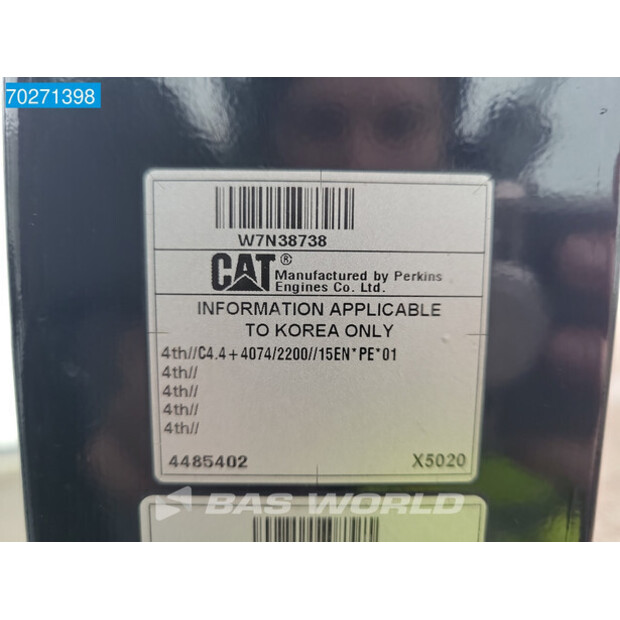 70271398
W7N38738
CAT® Manufactured by Perkins
Engines Co. Ltd.
INFORMATION APPLICABLE
TO KOREA ONLY
4th//C4.4+4074/2200//15EN*PE*01
4th//
4th//
4th//
4th//
4485402 X5020
BAS WORLD